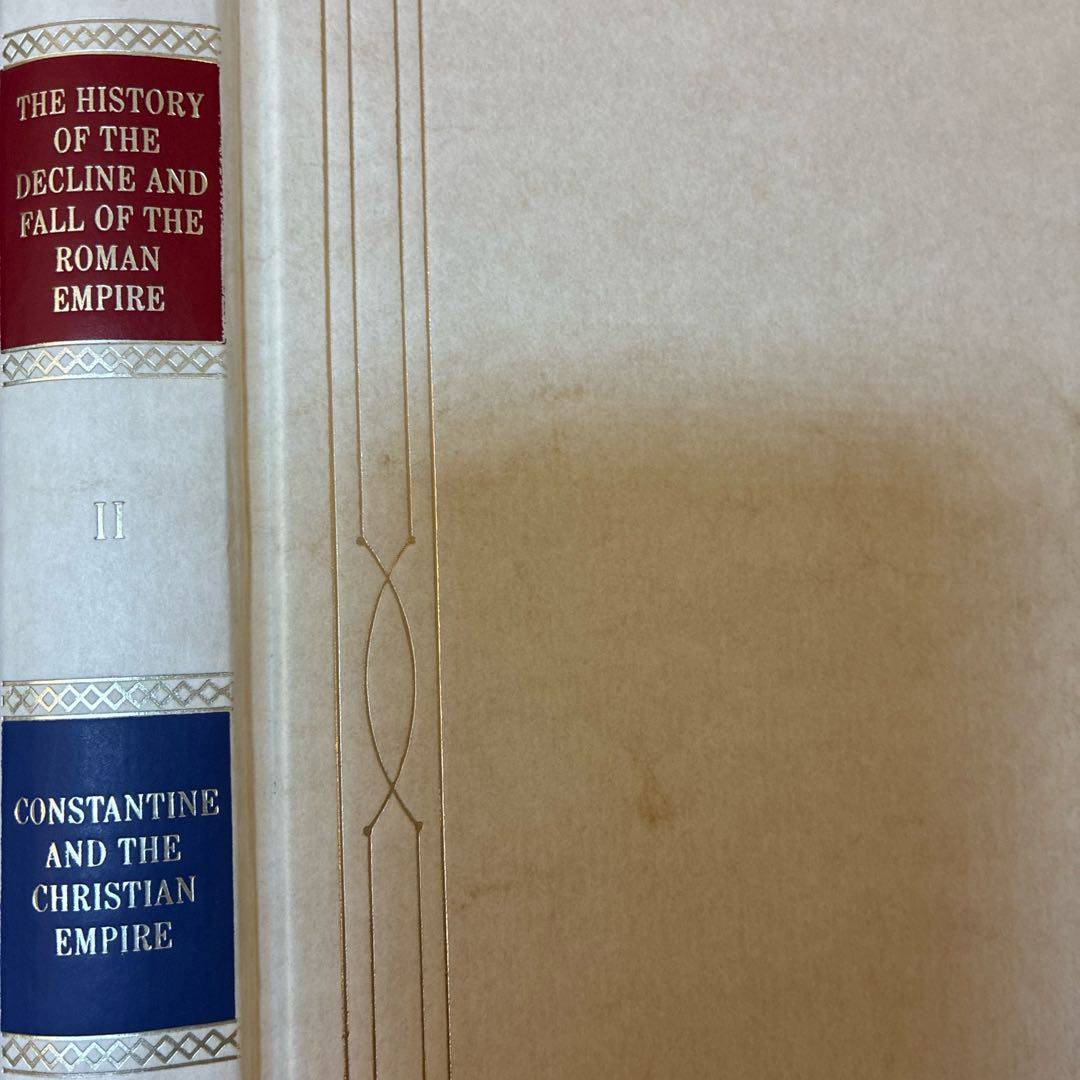 THE HISTORY
OF THE
DECLINE AND
FALL OF THE
ROMAN
EMPIRE
II
CONSTANTINE
AND THE
CHRISTIAN
EMPIRE